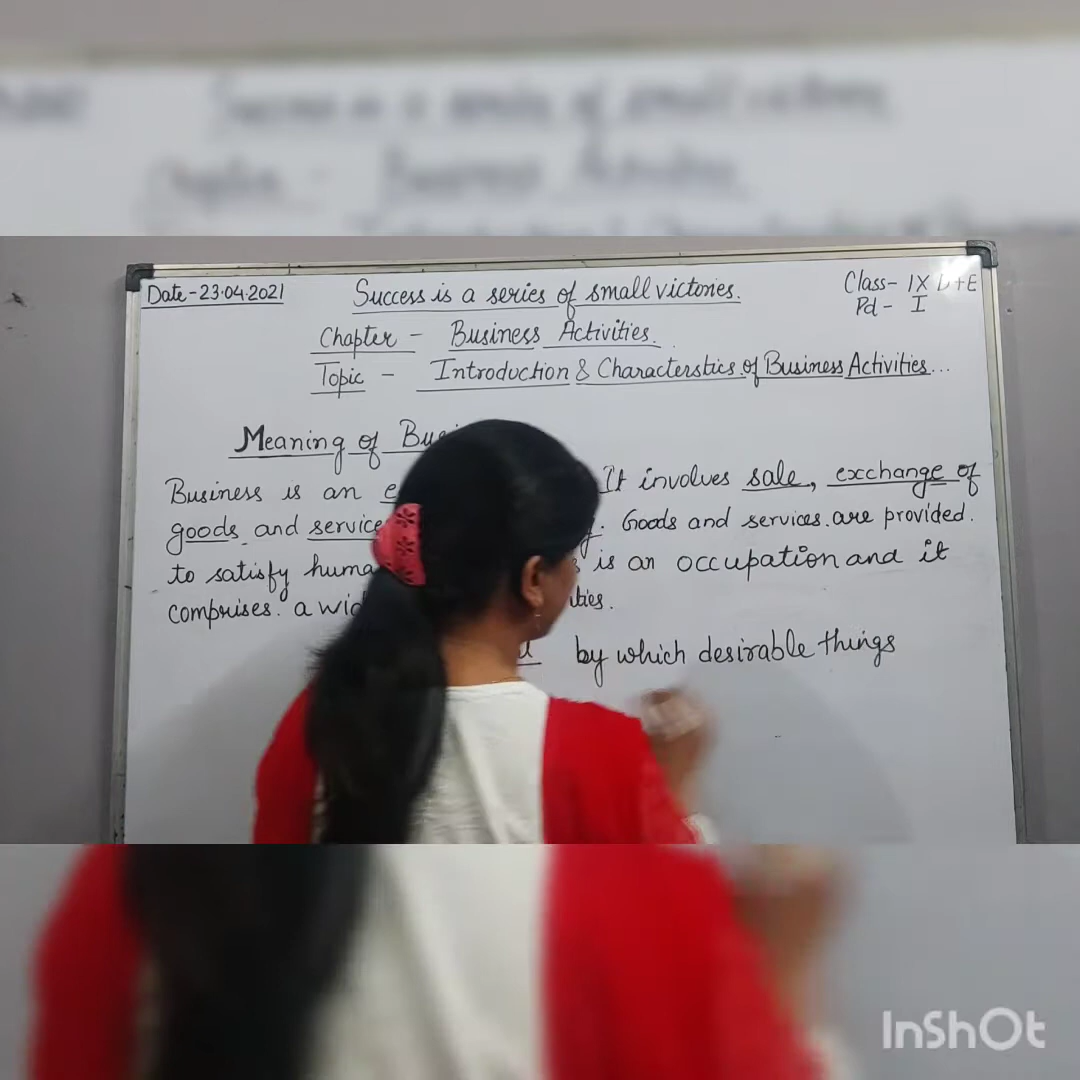 Date-23.04.2021 Success is a series of small victories. Class- IX D+E
Pd - I
Chapter - Business Activities.
Topic - Introduction & Characterstics of Business Activities...
Meaning of
Business is an It involves sale, exchange of
goods and Goods and services are provided.
to satisfy is an occupation and it
comprises. a
by which desirable things
InShOt